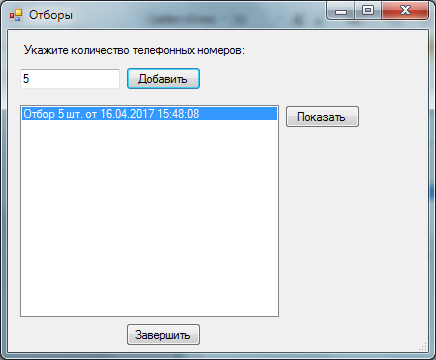 Отборы
Укажите количество телефонных номеров:
5
Добавить
Отбор 5 шт. от 16.04.2017 15:48:08
Показать
Завершить